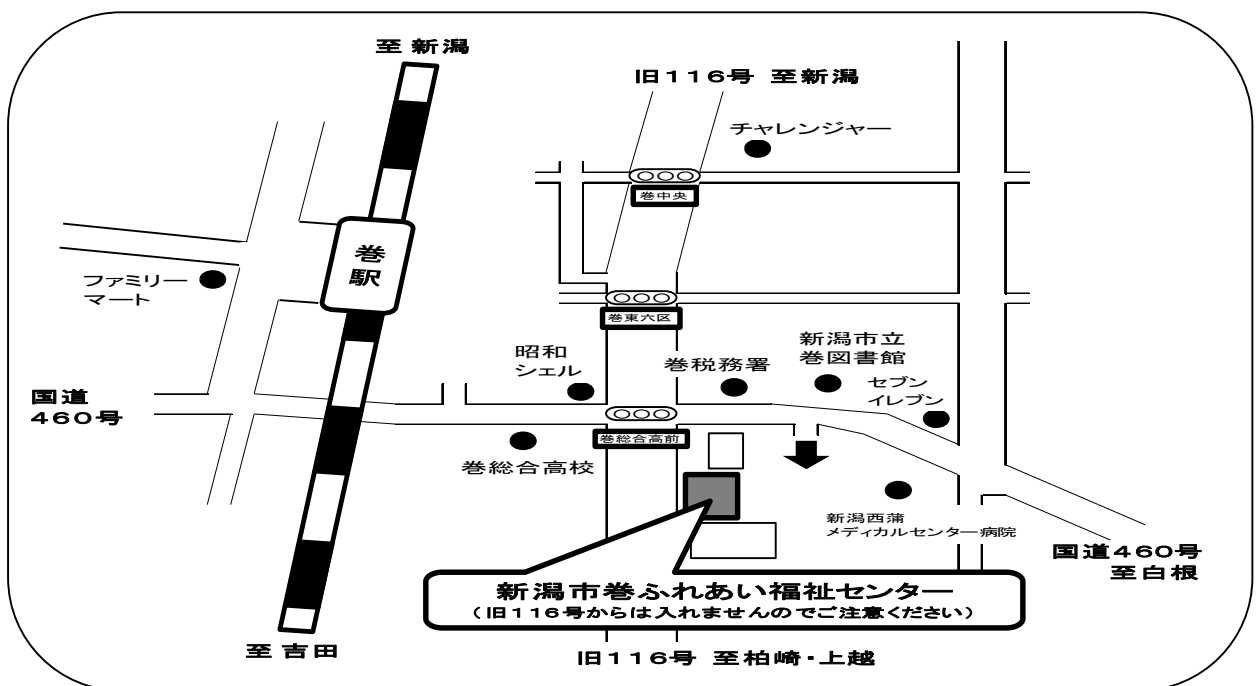 至 新潟
旧116号 至新潟
チャレンジャー
巻中央
巻駅
ファミリー
マート
巻東六区
昭和
シェル
巻税務署
新潟市立
巻図書館
セブン
イレブン
国道
460号
巻総合高前
巻総合高校
新潟西蒲
メディカルセンター病院
国道460号
至白根
新潟市巻ふれあい福祉センター
(旧116号からは入れませんのでご注意ください)
至 吉田
旧116号 至柏崎・上越